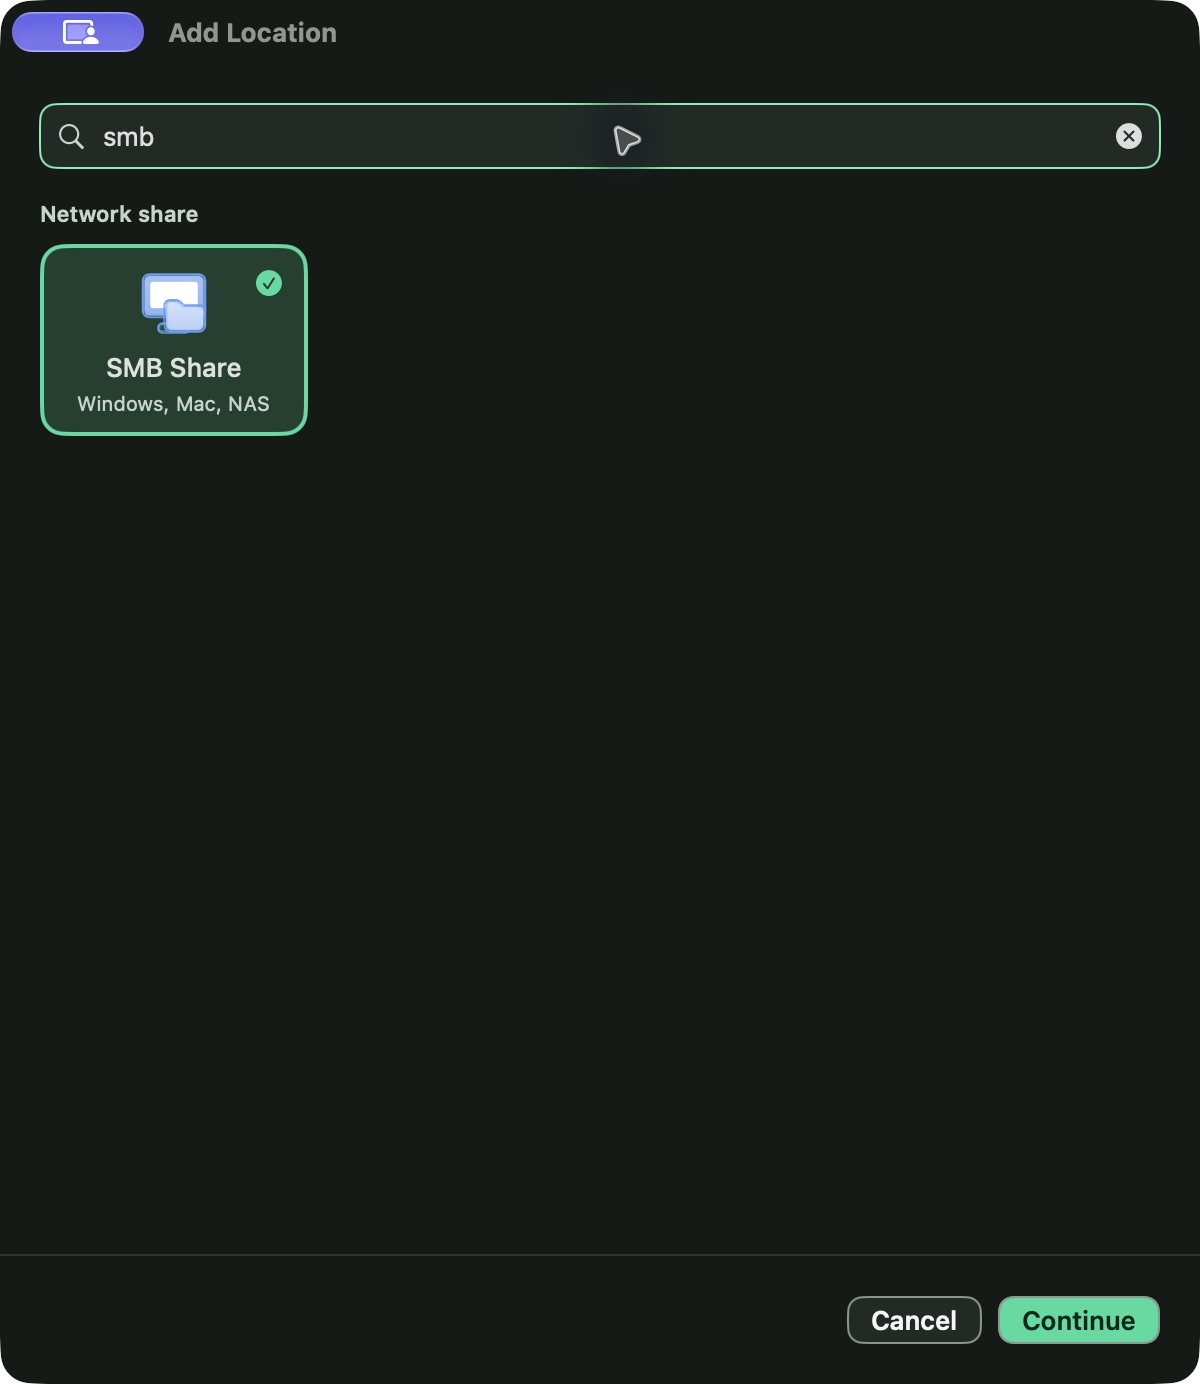 Add Location
smb
Network share
SMB Share
Windows, Mac, NAS
Cancel
Continue